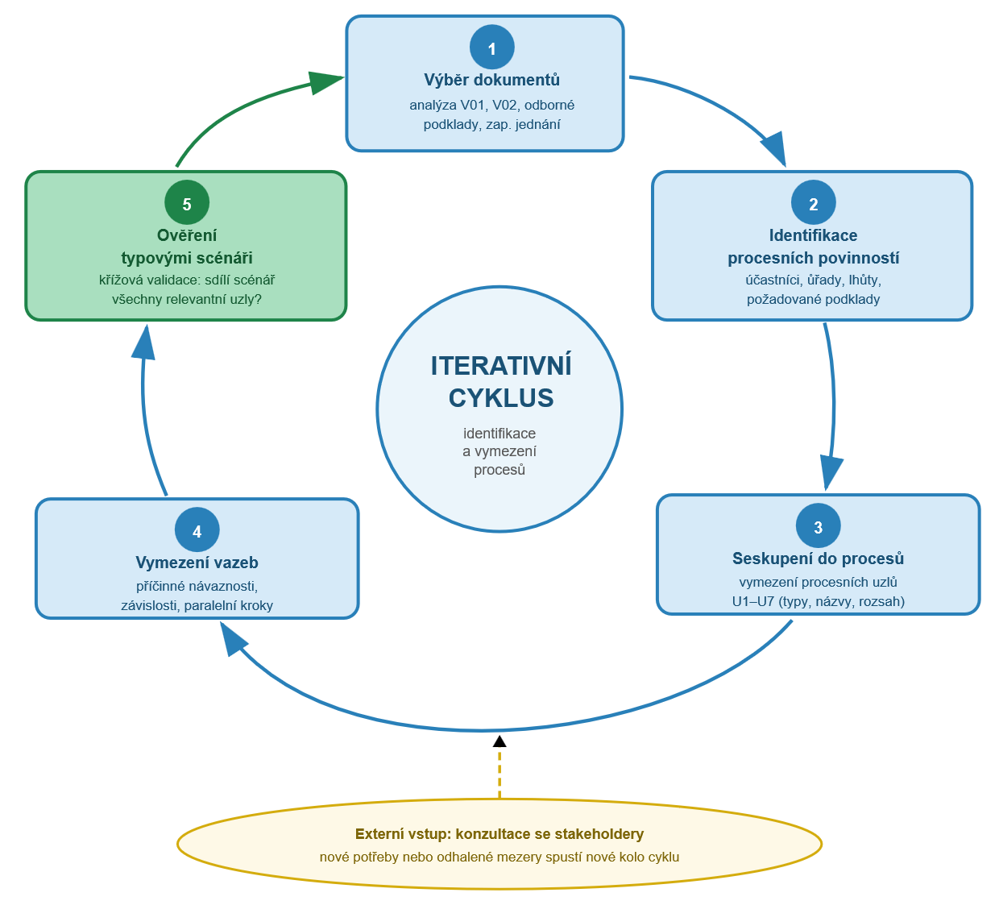 1
Výběr dokumentů
analýza V01, V02, odborné
podklady, zap. jednání
2
Identifikace
procesních povinností
účastníci, ůřady, lhůty,
požadované podklady
3
Seskupení do procesů
vymezení procesních uzlů
U1–U7 (typy, názvy, rozsah)
4
Vymezení vazeb
příčinné návaznosti,
závislosti, paralelní kroky
5
Ověření
typovými scénáři
křížová validace: sdílí scénář
všechny relevantní uzly?
ITERATIVNÍ
CYKLUS
identifikace
a vymezení
procesů
Externí vstup: konzultace se stakeholdery
nové potřeby nebo odhalené mezery spustí nové kolo cyklu